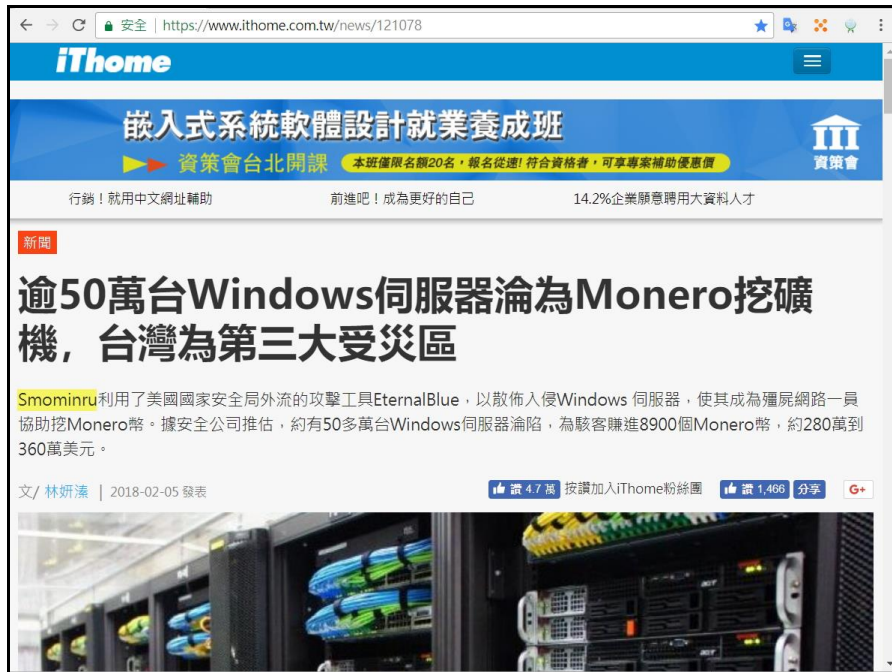 安全 | https://www.ithome.com.tw/news/121078
iThome
嵌入式系統軟體設計就業養成班
資策會台北開課 本班僅限名額20名，報名從速! 符合資格者，可享專案補助優惠價
資策會
行銷！就用中文網址輔助 前進吧！成為更好的自己 14.2%企業願意聘用大資料人才
新聞
逾50萬台Windows伺服器淪為Monero挖礦
機，台灣為第三大受災區
Smominru利用了美國國家安全局外流的攻擊工具EternalBlue，以散佈入侵Windows 伺服器，使其成為殭屍網路一員
協助挖Monero幣。據安全公司推估，約有50多萬台Windows伺服器淪陷，為駭客賺進8900個Monero幣，約280萬到
360萬美元。
文/ 林妍溱 | 2018-02-05 發表 讚 4.7 萬 按讚加入iThome粉絲團 讚 1,466 分享 G+